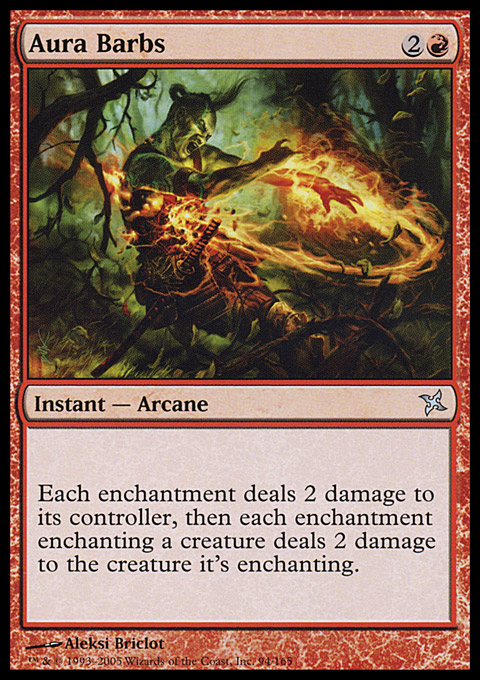 Aura Barbs 2
Instant — Arcane
Each enchantment deals 2 damage to
its controller, then each enchantment
enchanting a creature deals 2 damage
to the creature it's enchanting.
Aleksi Briclot
™ & © 1993–2005 Wizards of the Coast, Inc. 94/165